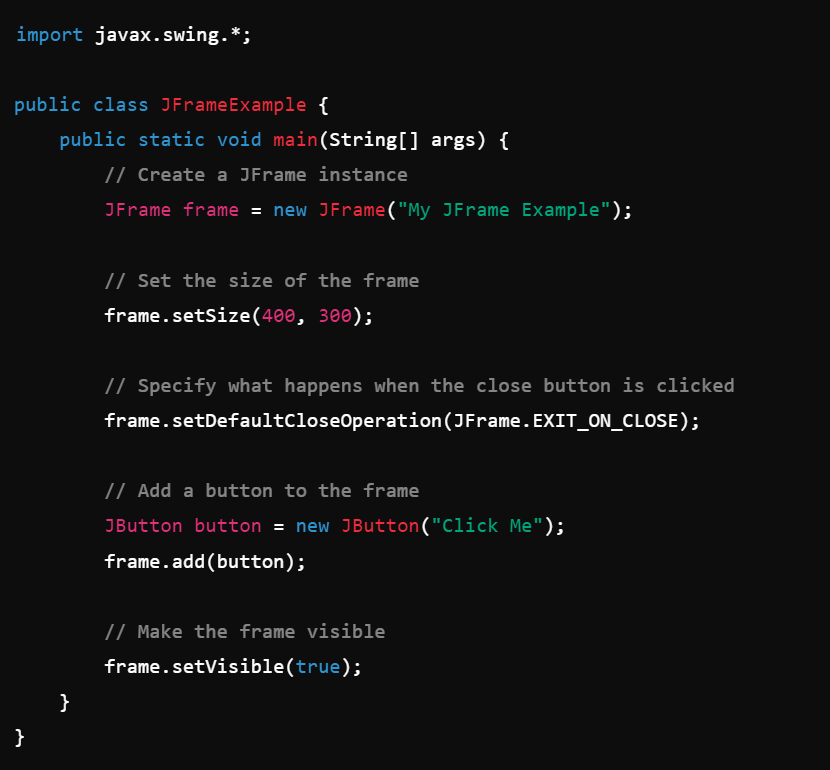 import javax.swing.*;

public class JFrameExample {
    public static void main(String[] args) {
        // Create a JFrame instance
        JFrame frame = new JFrame("My JFrame Example");

        // Set the size of the frame
        frame.setSize(400, 300);

        // Specify what happens when the close button is clicked
        frame.setDefaultCloseOperation(JFrame.EXIT_ON_CLOSE);

        // Add a button to the frame
        JButton button = new JButton("Click Me");
        frame.add(button);

        // Make the frame visible
        frame.setVisible(true);
    }
}